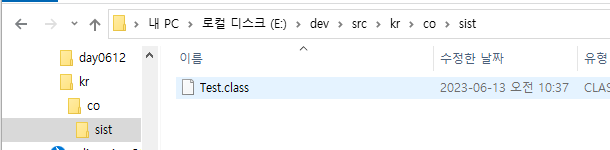 내 PC > 로컬 디스크 (E:) > dev > src > kr > co > sist
day0612
kr
co
sist
이름 수정한 날짜 유형
Test.class 2023-06-13 오전 10:37 CLAS